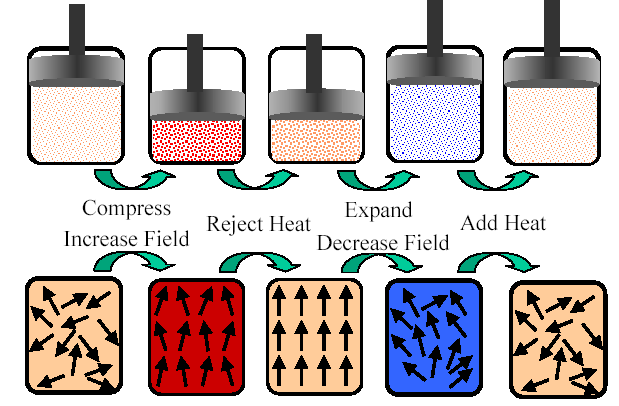 Compress
Increase Field
Reject Heat
Expand
Decrease Field
Add Heat